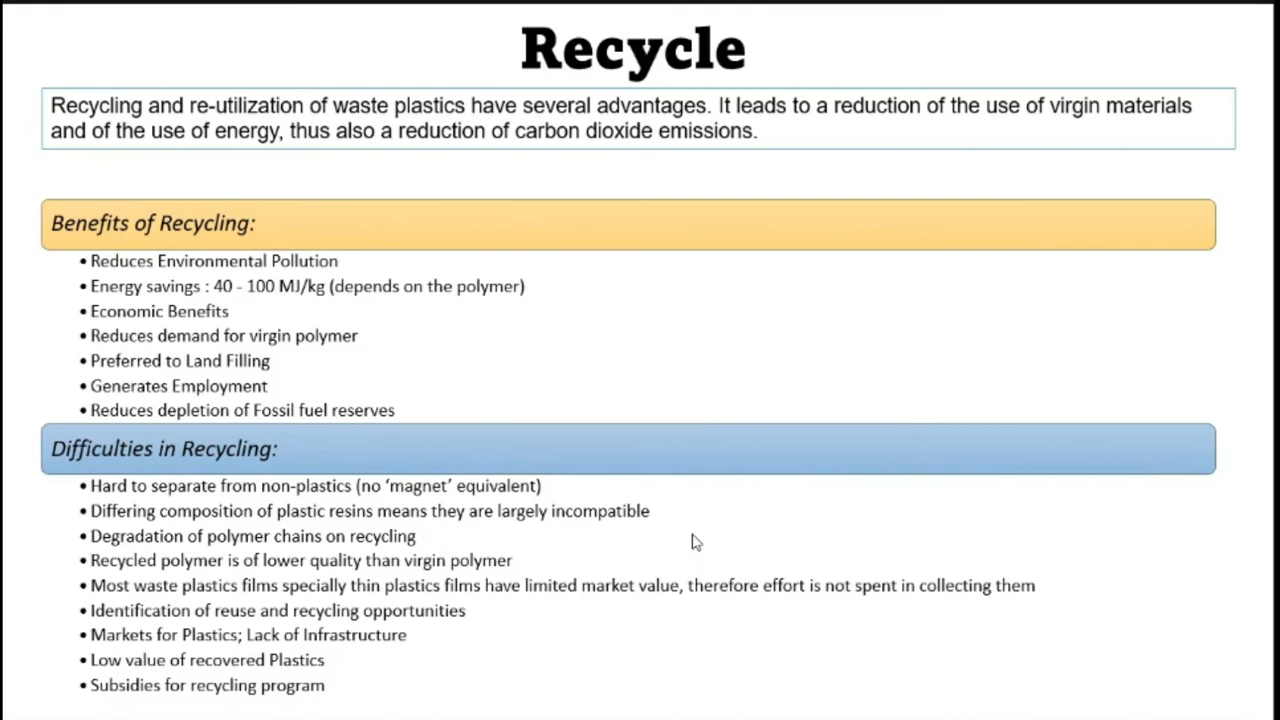 Recycle
Recycling and re-utilization of waste plastics have several advantages. It leads to a reduction of the use of virgin materials
and of the use of energy, thus also a reduction of carbon dioxide emissions.
Benefits of Recycling:
• Reduces Environmental Pollution
• Energy savings : 40 - 100 MJ/kg (depends on the polymer)
• Economic Benefits
• Reduces demand for virgin polymer
• Preferred to Land Filling
• Generates Employment
• Reduces depletion of Fossil fuel reserves
Difficulties in Recycling:
• Hard to separate from non-plastics (no ‘magnet’ equivalent)
• Differing composition of plastic resins means they are largely incompatible
• Degradation of polymer chains on recycling
• Recycled polymer is of lower quality than virgin polymer
• Most waste plastics films specially thin plastics films have limited market value, therefore effort is not spent in collecting them
• Identification of reuse and recycling opportunities
• Markets for Plastics; Lack of Infrastructure
• Low value of recovered Plastics
• Subsidies for recycling program